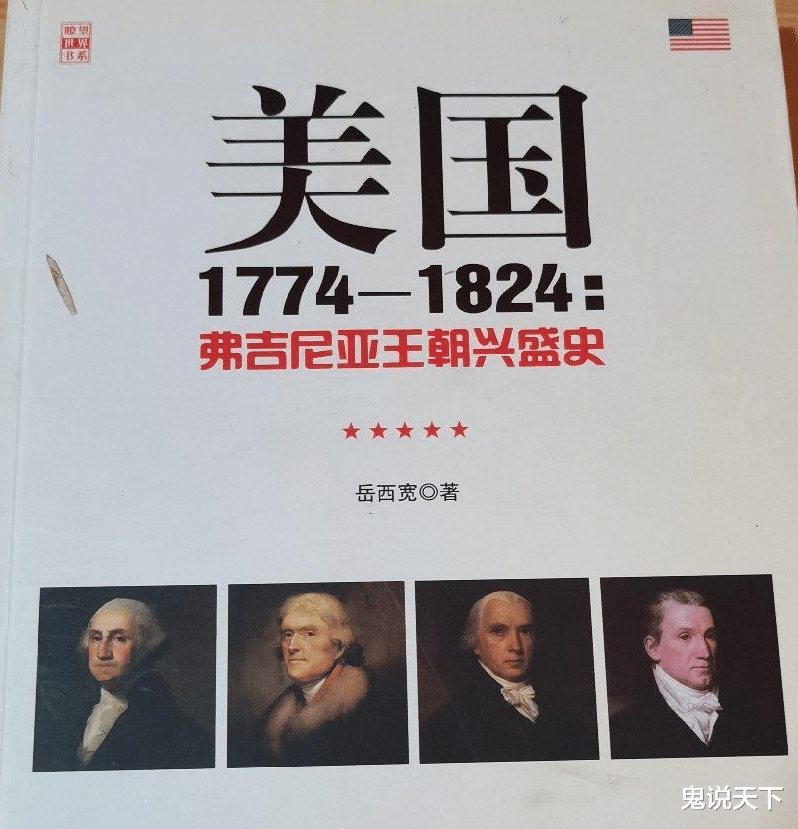 瞭望
世界
书系
美国
1774—1824：
弗吉尼亚王朝兴盛史
★★★★★
岳西宽◎著
鬼说天下